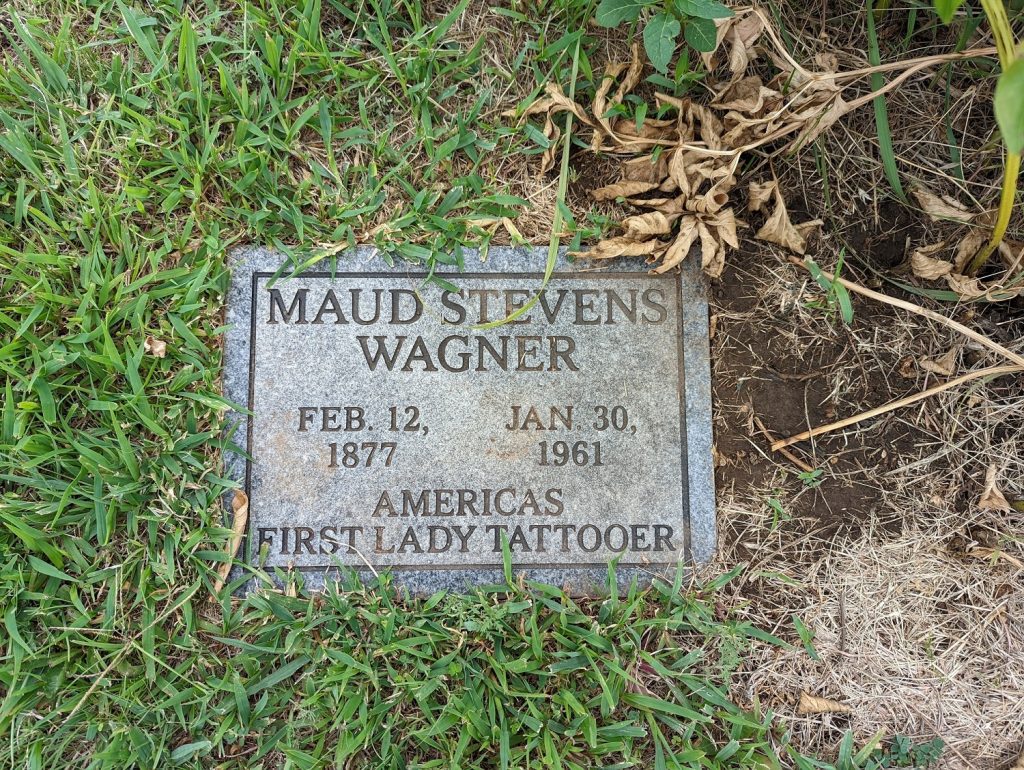 MAUD STEVENS
WAGNER
FEB. 12, JAN. 30,
1877 1961
AMERICAS
FIRST LADY TATTOOER